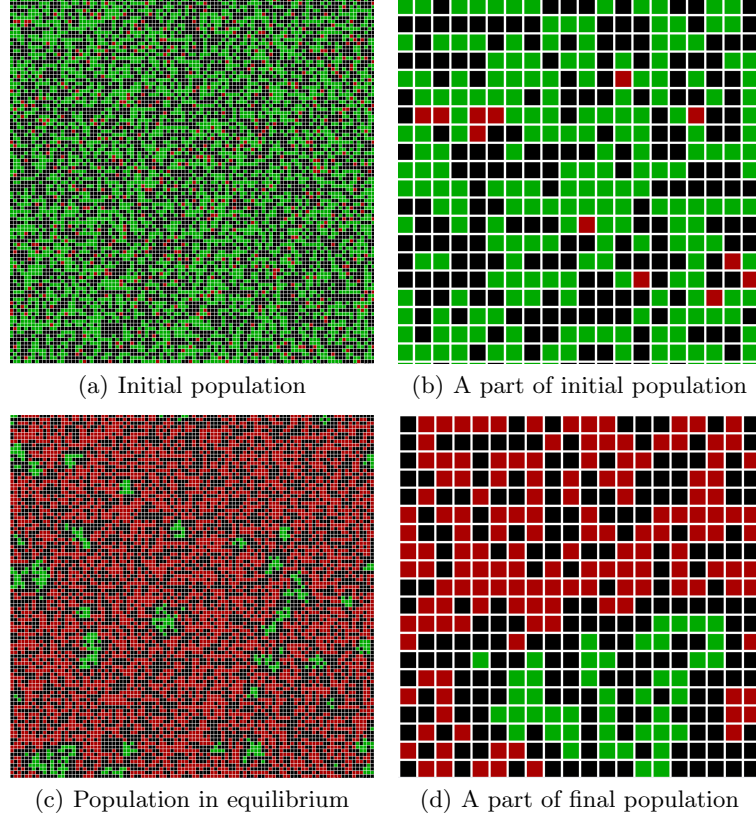 (a) Initial population
(b) A part of initial population
(c) Population in equilibrium
(d) A part of final population